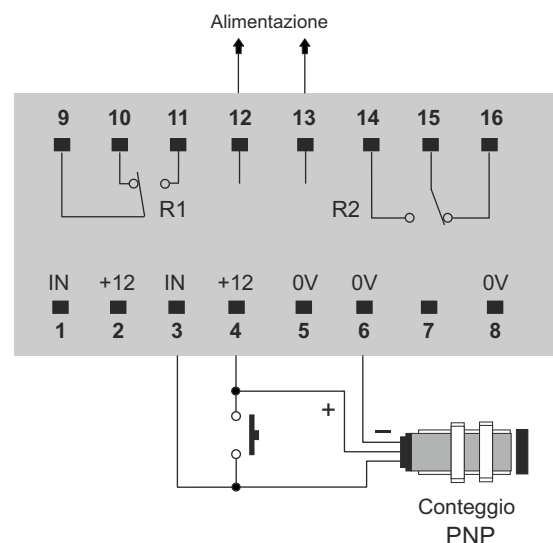 Alimentazione
9 10 11 12 13 14 15 16
R1 R2
IN +12 IN +12 0V 0V 0V
1 2 3 4 5 6 7 8
+ −
Conteggio
PNP